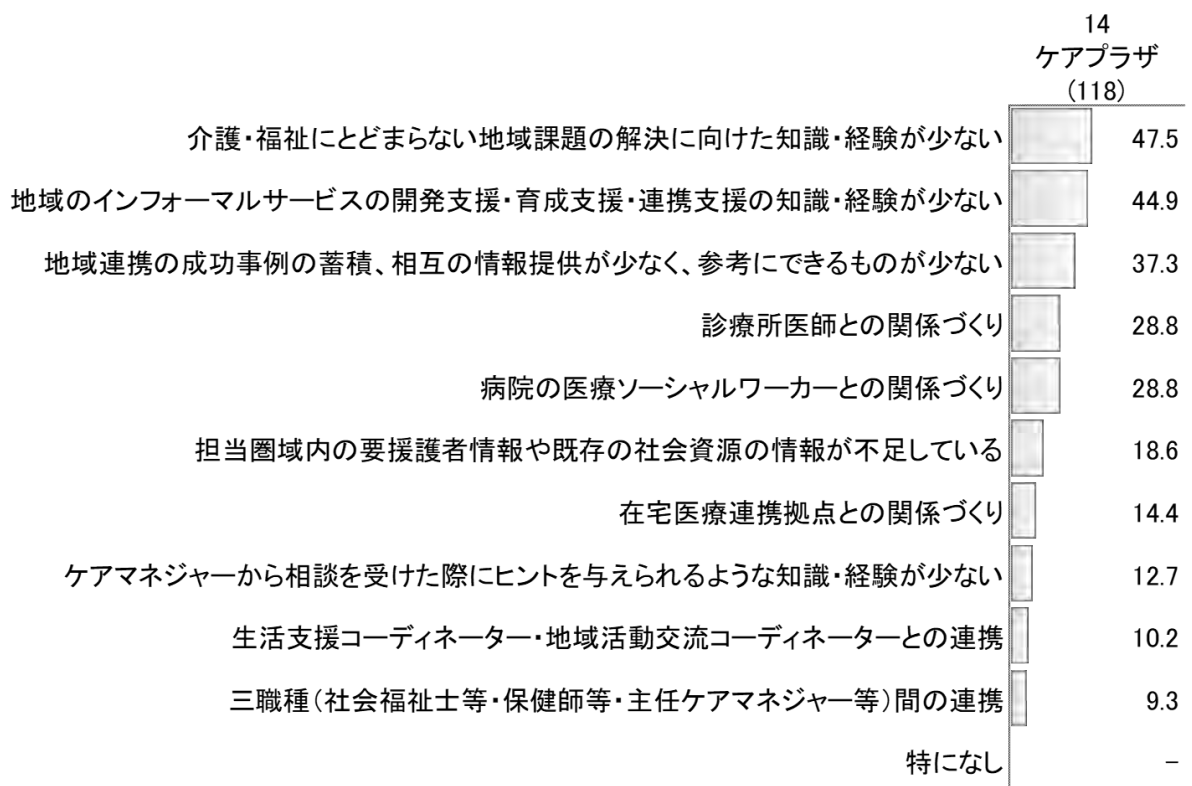 14
ケアプラザ
(118)
介護・福祉にとどまらない地域課題の解決に向けた知識・経験が少ない 47.5
地域のインフォーマルサービスの開発支援・育成支援・連携支援の知識・経験が少ない 44.9
地域連携の成功事例の蓄積、相互の情報提供が少なく、参考にできるものが少ない 37.3
診療所医師との関係づくり 28.8
病院の医療ソーシャルワーカーとの関係づくり 28.8
担当圏域内の要援護者情報や既存の社会資源の情報が不足している 18.6
在宅医療連携拠点との関係づくり 14.4
ケアマネジャーから相談を受けた際にヒントを与えられるような知識・経験が少ない 12.7
生活支援コーディネーター・地域活動交流コーディネーターとの連携 10.2
三職種（社会福祉士等・保健師等・主任ケアマネジャー等）間の連携 9.3
特になし –